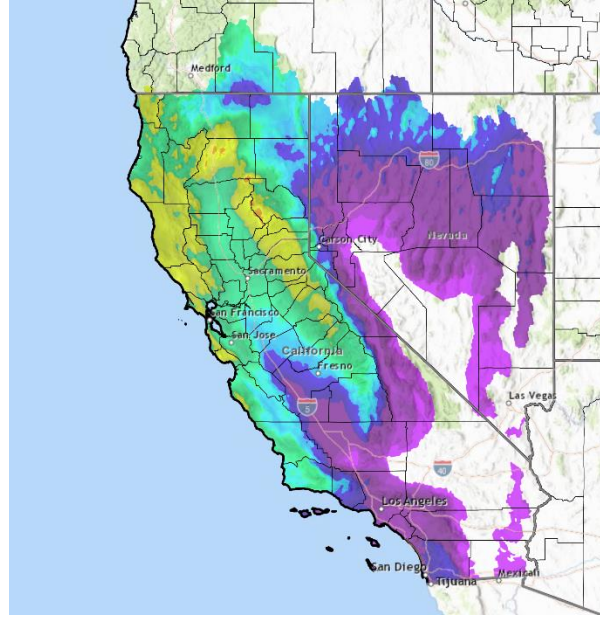 Medford
80
Carson City
Nevada
Sacramento
San Francisco
San Jose
California
Fresno
Las Vegas
5
40
Los Angeles
San Diego
Mexicali
Tijuana